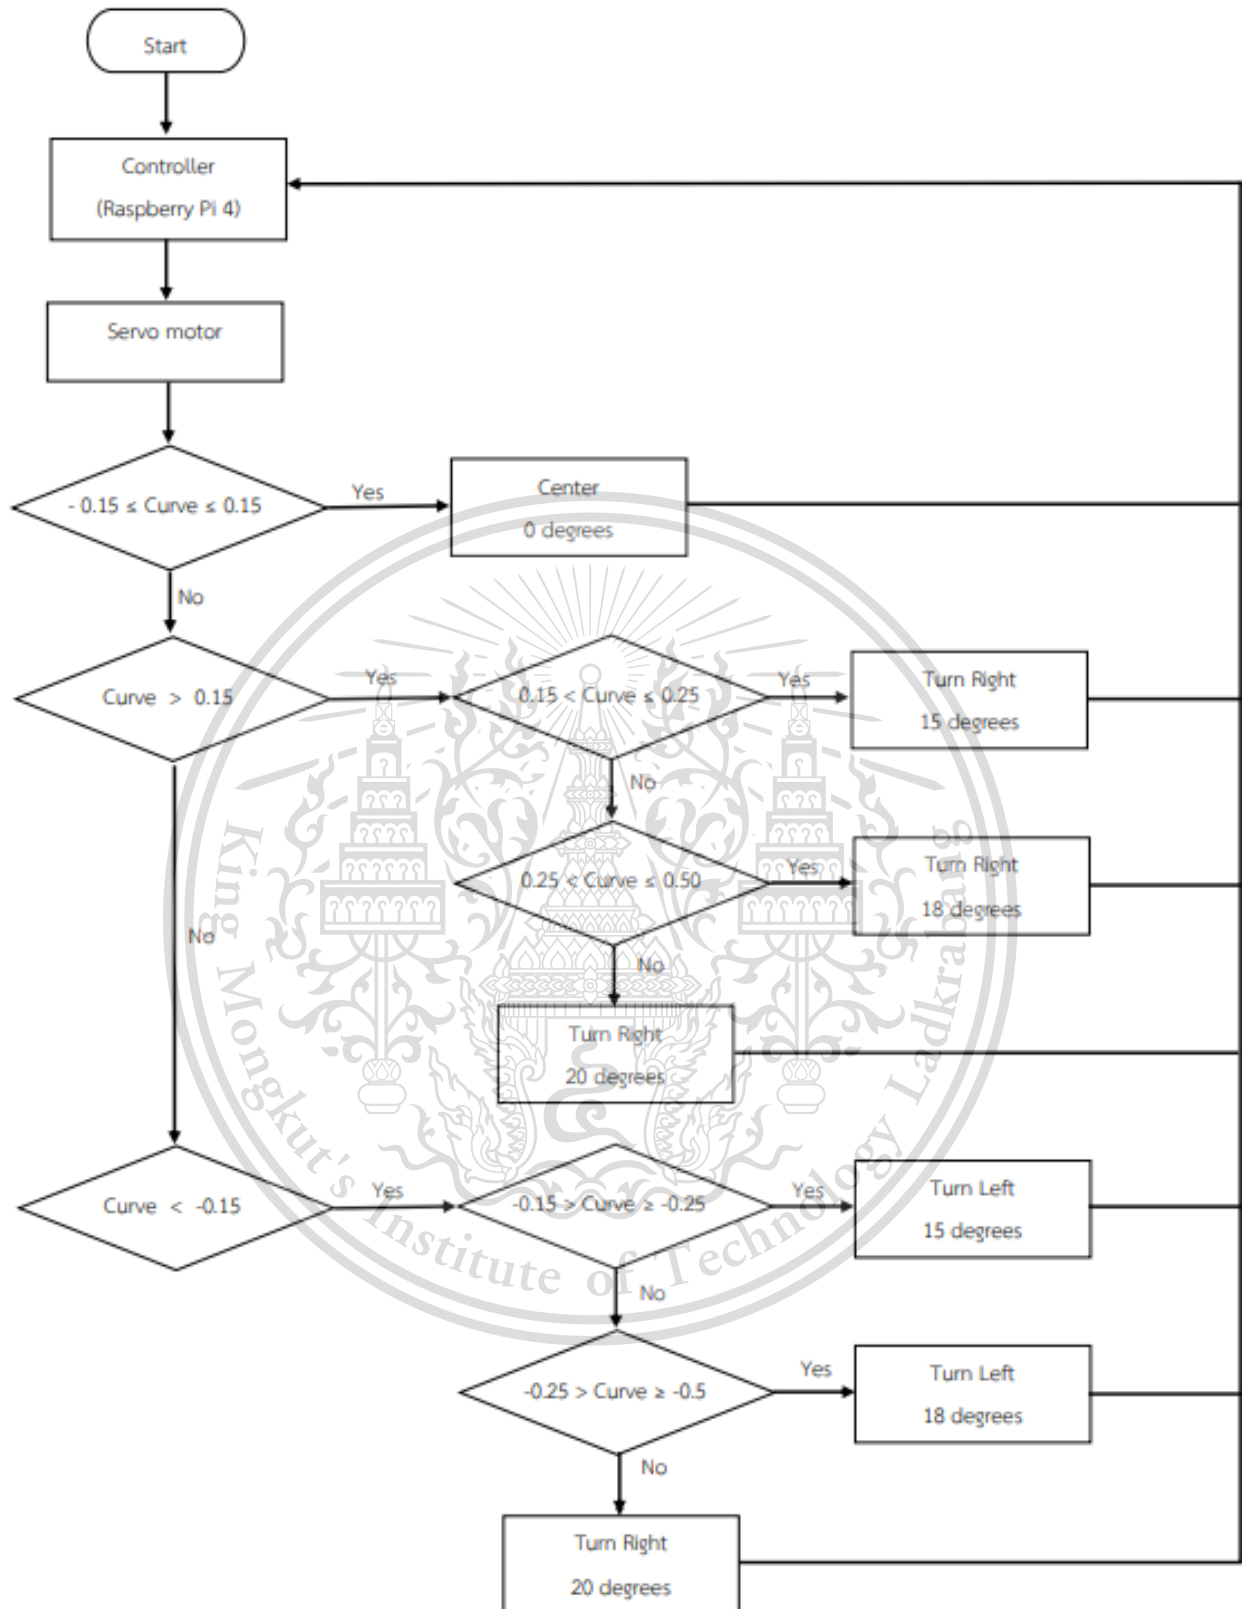 Start
Controller
(Raspberry Pi 4)
Servo motor
- 0.15 ≤ Curve ≤ 0.15
Yes
Center
0 degrees
No
Curve > 0.15
Yes
0.15 < Curve ≤ 0.25
Yes
Turn Right
15 degrees
No
0.25 < Curve ≤ 0.50
Yes
Turn Right
18 degrees
No
Turn Right
20 degrees
No
Curve < -0.15
Yes
-0.15 > Curve ≥ -0.25
Yes
Turn Left
15 degrees
No
-0.25 > Curve ≥ -0.5
Yes
Turn Left
18 degrees
No
Turn Right
20 degrees
King Mongkut's Institute of Technology Ladkrabang